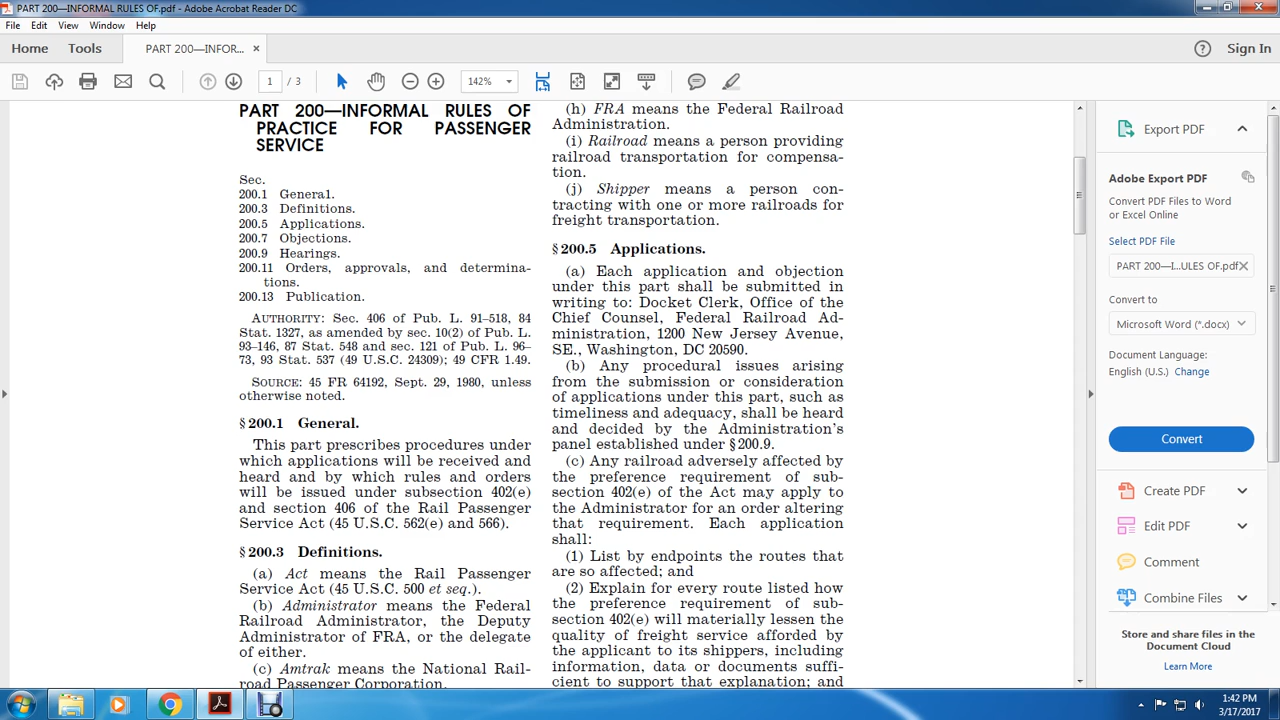 PART 200—INFORMAL RULES OF.pdf - Adobe Acrobat Reader DC
File Edit View Window Help
Home Tools PART 200—INFOR... × Sign In
1 / 3 142%
PART 200—INFORMAL RULES OF
PRACTICE FOR PASSENGER
SERVICE
Sec.
200.1 General.
200.3 Definitions.
200.5 Applications.
200.7 Objections.
200.9 Hearings.
200.11 Orders, approvals, and determina-
tions.
200.13 Publication.
AUTHORITY: Sec. 406 of Pub. L. 91–518, 84
Stat. 1327, as amended by sec. 10(2) of Pub. L.
93–146, 87 Stat. 548 and sec. 121 of Pub. L. 96–
73, 93 Stat. 537 (49 U.S.C. 24309); 49 CFR 1.49.
SOURCE: 45 FR 64192, Sept. 29, 1980, unless
otherwise noted.
§ 200.1 General.
This part prescribes procedures under
which applications will be received and
heard and by which rules and orders
will be issued under subsection 402(e)
and section 406 of the Rail Passenger
Service Act (45 U.S.C. 562(e) and 566).
§ 200.3 Definitions.
(a) Act means the Rail Passenger
Service Act (45 U.S.C. 500 et seq.).
(b) Administrator means the Federal
Railroad Administrator, the Deputy
Administrator of FRA, or the delegate
of either.
(c) Amtrak means the National Rail-
road Passenger Corporation.
(h) FRA means the Federal Railroad
Administration.
(i) Railroad means a person providing
railroad transportation for compensa-
tion.
(j) Shipper means a person con-
tracting with one or more railroads for
freight transportation.
§ 200.5 Applications.
(a) Each application and objection
under this part shall be submitted in
writing to: Docket Clerk, Office of the
Chief Counsel, Federal Railroad Ad-
ministration, 1200 New Jersey Avenue,
SE., Washington, DC 20590.
(b) Any procedural issues arising
from the submission or consideration
of applications under this part, such as
timeliness and adequacy, shall be heard
and decided by the Administration's
panel established under § 200.9.
(c) Any railroad adversely affected by
the preference requirement of sub-
section 402(e) of the Act may apply to
the Administrator for an order altering
that requirement. Each application
shall:
(1) List by endpoints the routes that
are so affected; and
(2) Explain for every route listed how
the preference requirement of sub-
section 402(e) will materially lessen the
quality of freight service afforded by
the applicant to its shippers, including
information, data or documents suffi-
cient to support that explanation; and
Export PDF
Adobe Export PDF
Convert PDF Files to Word
or Excel Online
Select PDF File
PART 200—I...ULES OF.pdf
Convert to
Microsoft Word (*.docx)
Document Language:
English (U.S.) Change
Convert
Create PDF
Edit PDF
Comment
Combine Files
Store and share files in the
Document Cloud
Learn More
1:42 PM
3/17/2017